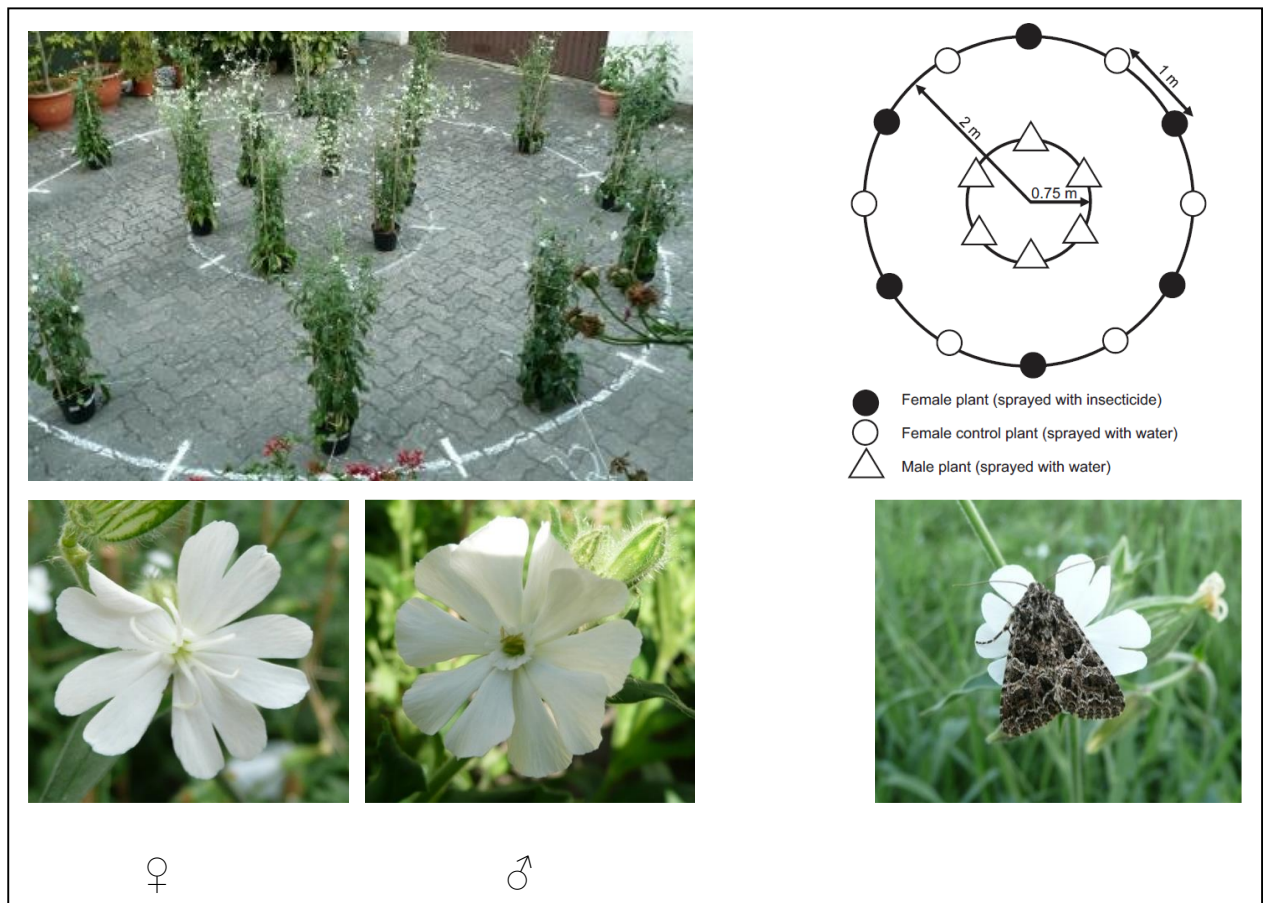 1 m
2 m
0.75 m
Female plant (sprayed with insecticide)
Female control plant (sprayed with water)
Male plant (sprayed with water)
♀
♂